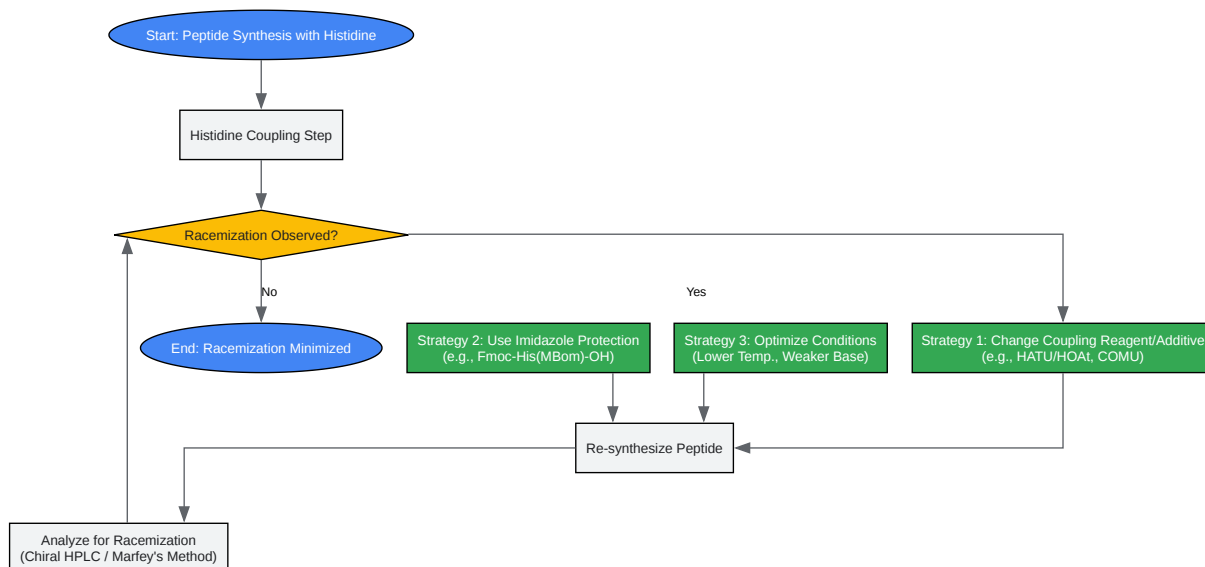 Start: Peptide Synthesis with Histidine
Histidine Coupling Step
Racemization Observed?
No
Yes
End: Racemization Minimized
Strategy 2: Use Imidazole Protection
(e.g., Fmoc-His(MBom)-OH)
Strategy 3: Optimize Conditions
(Lower Temp., Weaker Base)
Strategy 1: Change Coupling Reagent/Additive
(e.g., HATU/HOAt, COMU)
Re-synthesize Peptide
Analyze for Racemization
(Chiral HPLC / Marfey's Method)